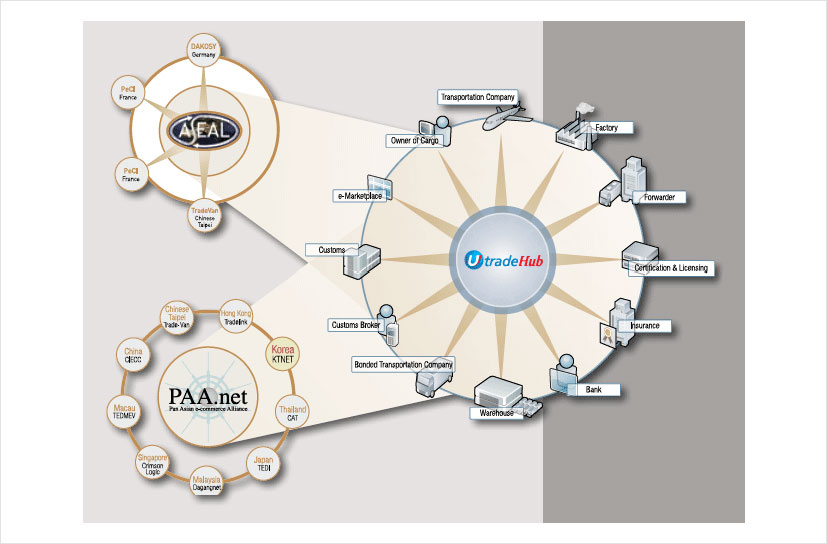 DAKOSY
Germany
PeCI
France
ASEAL
PeCI
France
TradeVan
Chinese
Taipei
Transportation Company
Owner of Cargo
Factory
e-Marketplace
Forwarder
Customs
UtradeHub
Certification & Licensing
Customs Broker
Insurance
Bonded Transportation Company
Bank
Warehouse
Chinese
Taipei
Trade-Van
Hong Kong
Tradelink
China
CIECC
Korea
KTNET
PAA.net
Pan Asian e-commerce Alliance
Macau
TEDMEV
Thailand
CAT
Singapore
Crimson
Logic
Japan
TEDI
Malaysia
Dagangnet